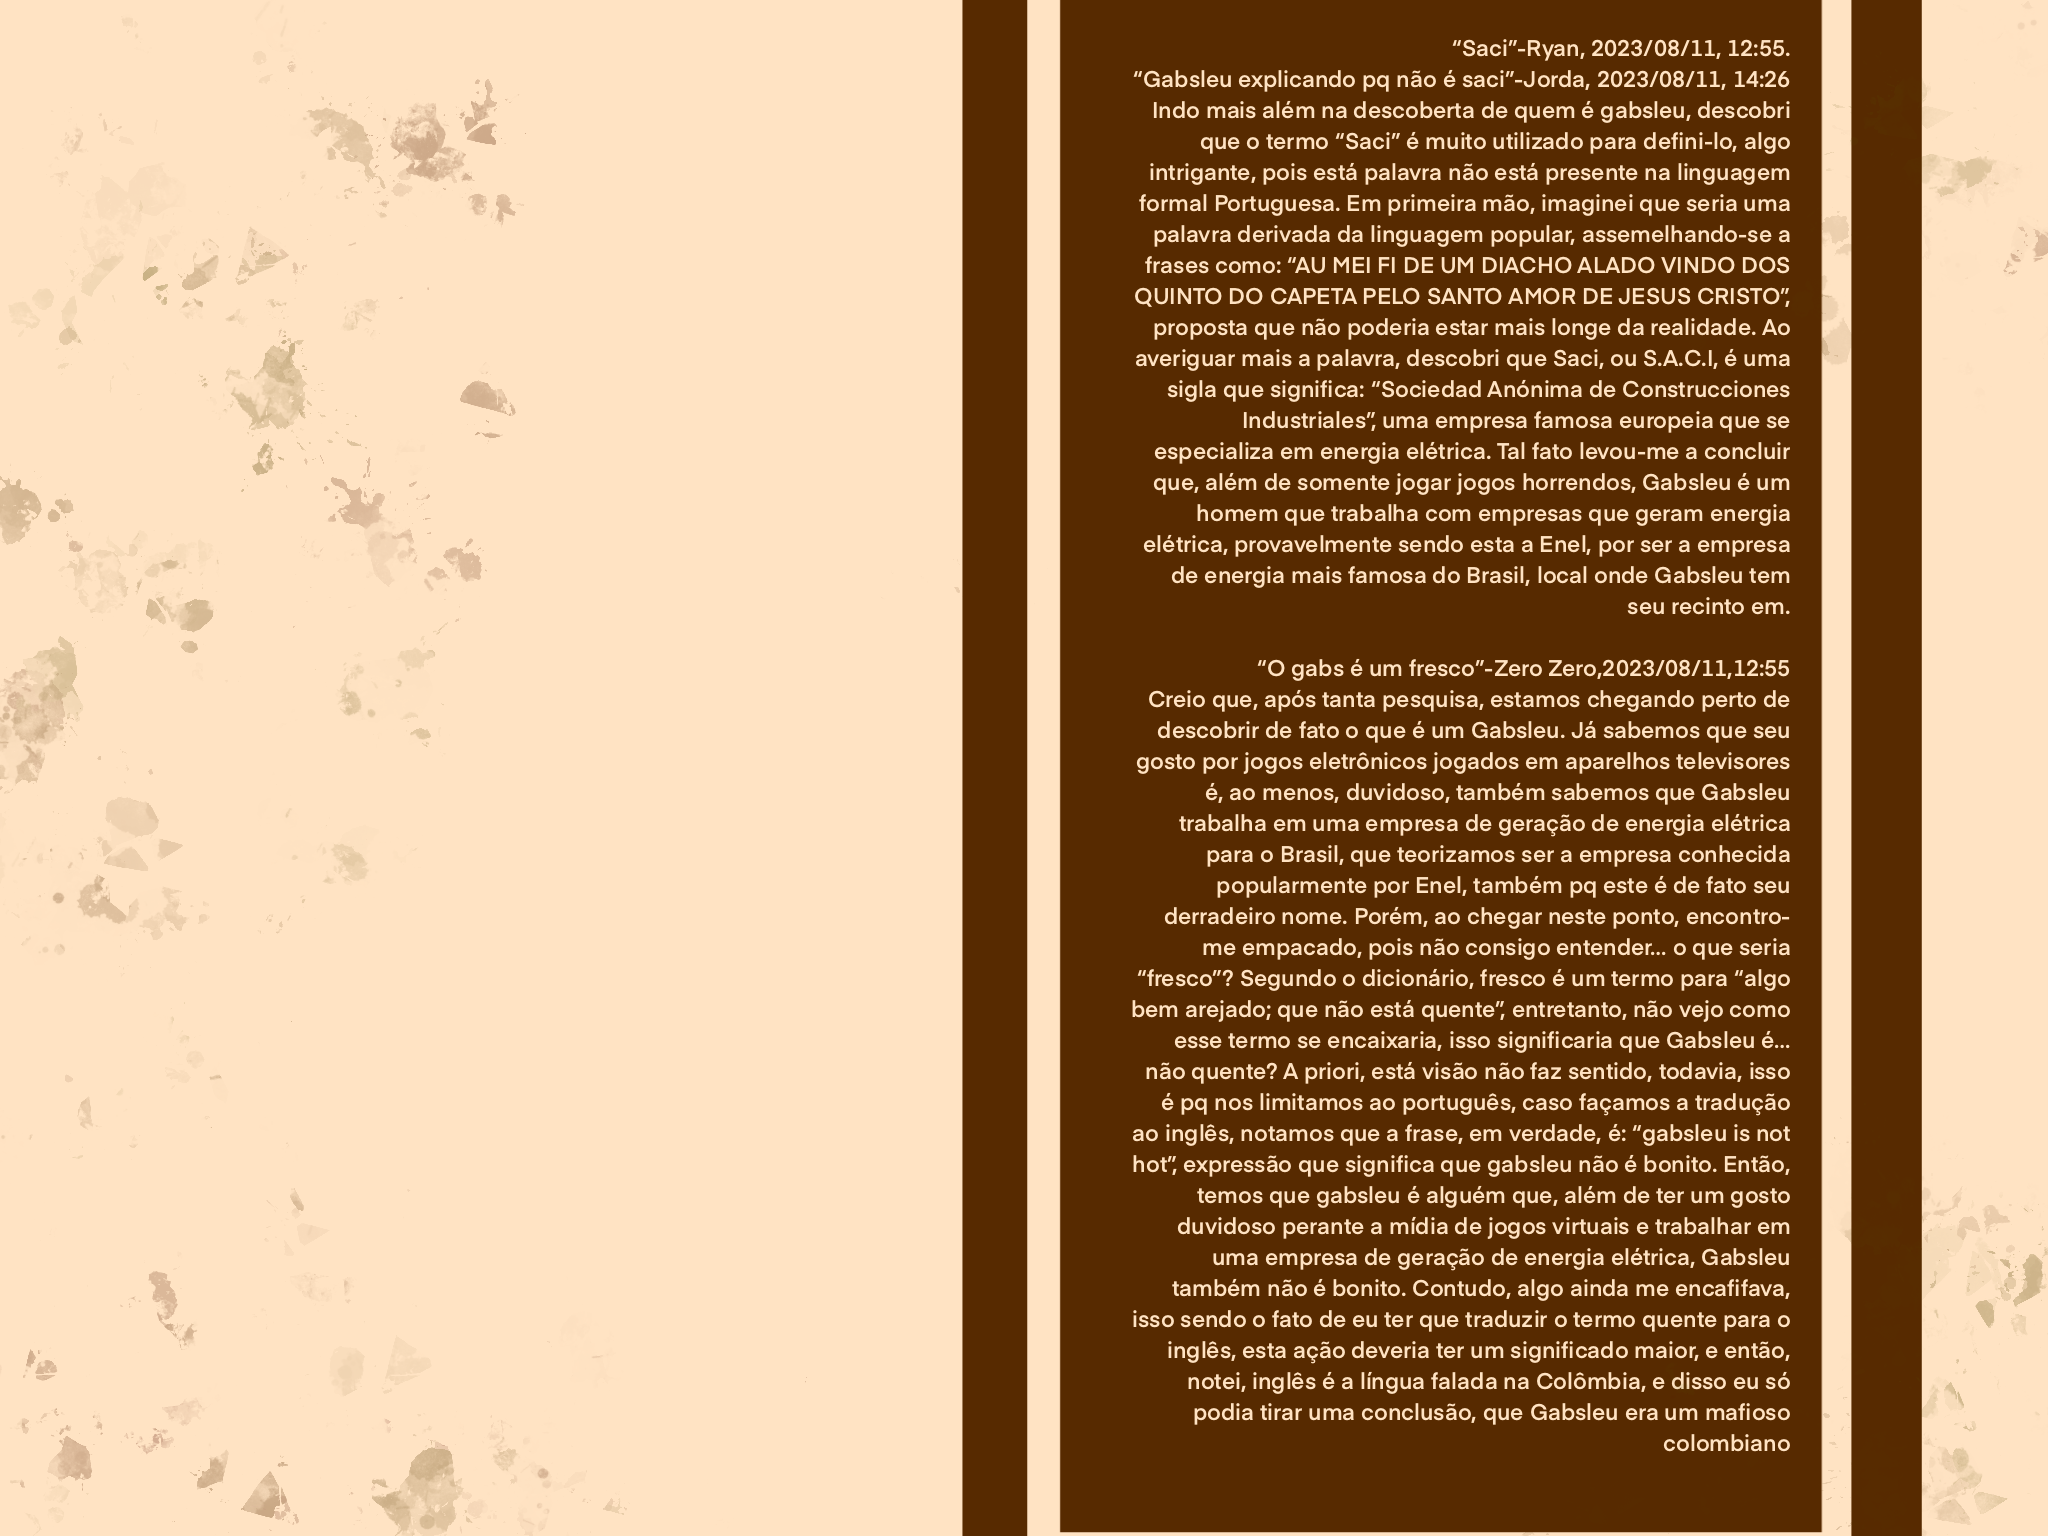 “Saci”-Ryan, 2023/08/11, 12:55.
“Gabsleu explicando pq não é saci”-Jorda, 2023/08/11, 14:26
Indo mais além na descoberta de quem é gabsleu, descobri
que o termo “Saci” é muito utilizado para defini-lo, algo
intrigante, pois está palavra não está presente na linguagem
formal Portuguesa. Em primeira mão, imaginei que seria uma
palavra derivada da linguagem popular, assemelhando-se a
frases como: “AU MEI FI DE UM DIACHO ALADO VINDO DOS
QUINTO DO CAPETA PELO SANTO AMOR DE JESUS CRISTO”,
proposta que não poderia estar mais longe da realidade. Ao
averiguar mais a palavra, descobri que Saci, ou S.A.C.I, é uma
sigla que significa: “Sociedad Anónima de Construcciones
Industriales”, uma empresa famosa europeia que se
especializa em energia elétrica. Tal fato levou-me a concluir
que, além de somente jogar jogos horrendos, Gabsleu é um
homem que trabalha com empresas que geram energia
elétrica, provavelmente sendo esta a Enel, por ser a empresa
de energia mais famosa do Brasil, local onde Gabsleu tem
seu recinto em.
“O gabs é um fresco”-Zero Zero,2023/08/11,12:55
Creio que, após tanta pesquisa, estamos chegando perto de
descobrir de fato o que é um Gabsleu. Já sabemos que seu
gosto por jogos eletrônicos jogados em aparelhos televisores
é, ao menos, duvidoso, também sabemos que Gabsleu
trabalha em uma empresa de geração de energia elétrica
para o Brasil, que teorizamos ser a empresa conhecida
popularmente por Enel, também pq este é de fato seu
derradeiro nome. Porém, ao chegar neste ponto, encontro-
me empacado, pois não consigo entender... o que seria
“fresco”? Segundo o dicionário, fresco é um termo para “algo
bem arejado; que não está quente”, entretanto, não vejo como
esse termo se encaixaria, isso significaria que Gabsleu é...
não quente? A priori, está visão não faz sentido, todavia, isso
é pq nos limitamos ao português, caso façamos a tradução
ao inglês, notamos que a frase, em verdade, é: “gabsleu is not
hot”, expressão que significa que gabsleu não é bonito. Então,
temos que gabsleu é alguém que, além de ter um gosto
duvidoso perante a mídia de jogos virtuais e trabalhar em
uma empresa de geração de energia elétrica, Gabsleu
também não é bonito. Contudo, algo ainda me encafifava,
isso sendo o fato de eu ter que traduzir o termo quente para o
inglês, esta ação deveria ter um significado maior, e então,
notei, inglês é a língua falada na Colômbia, e disso eu só
podia tirar uma conclusão, que Gabsleu era um mafioso
colombiano